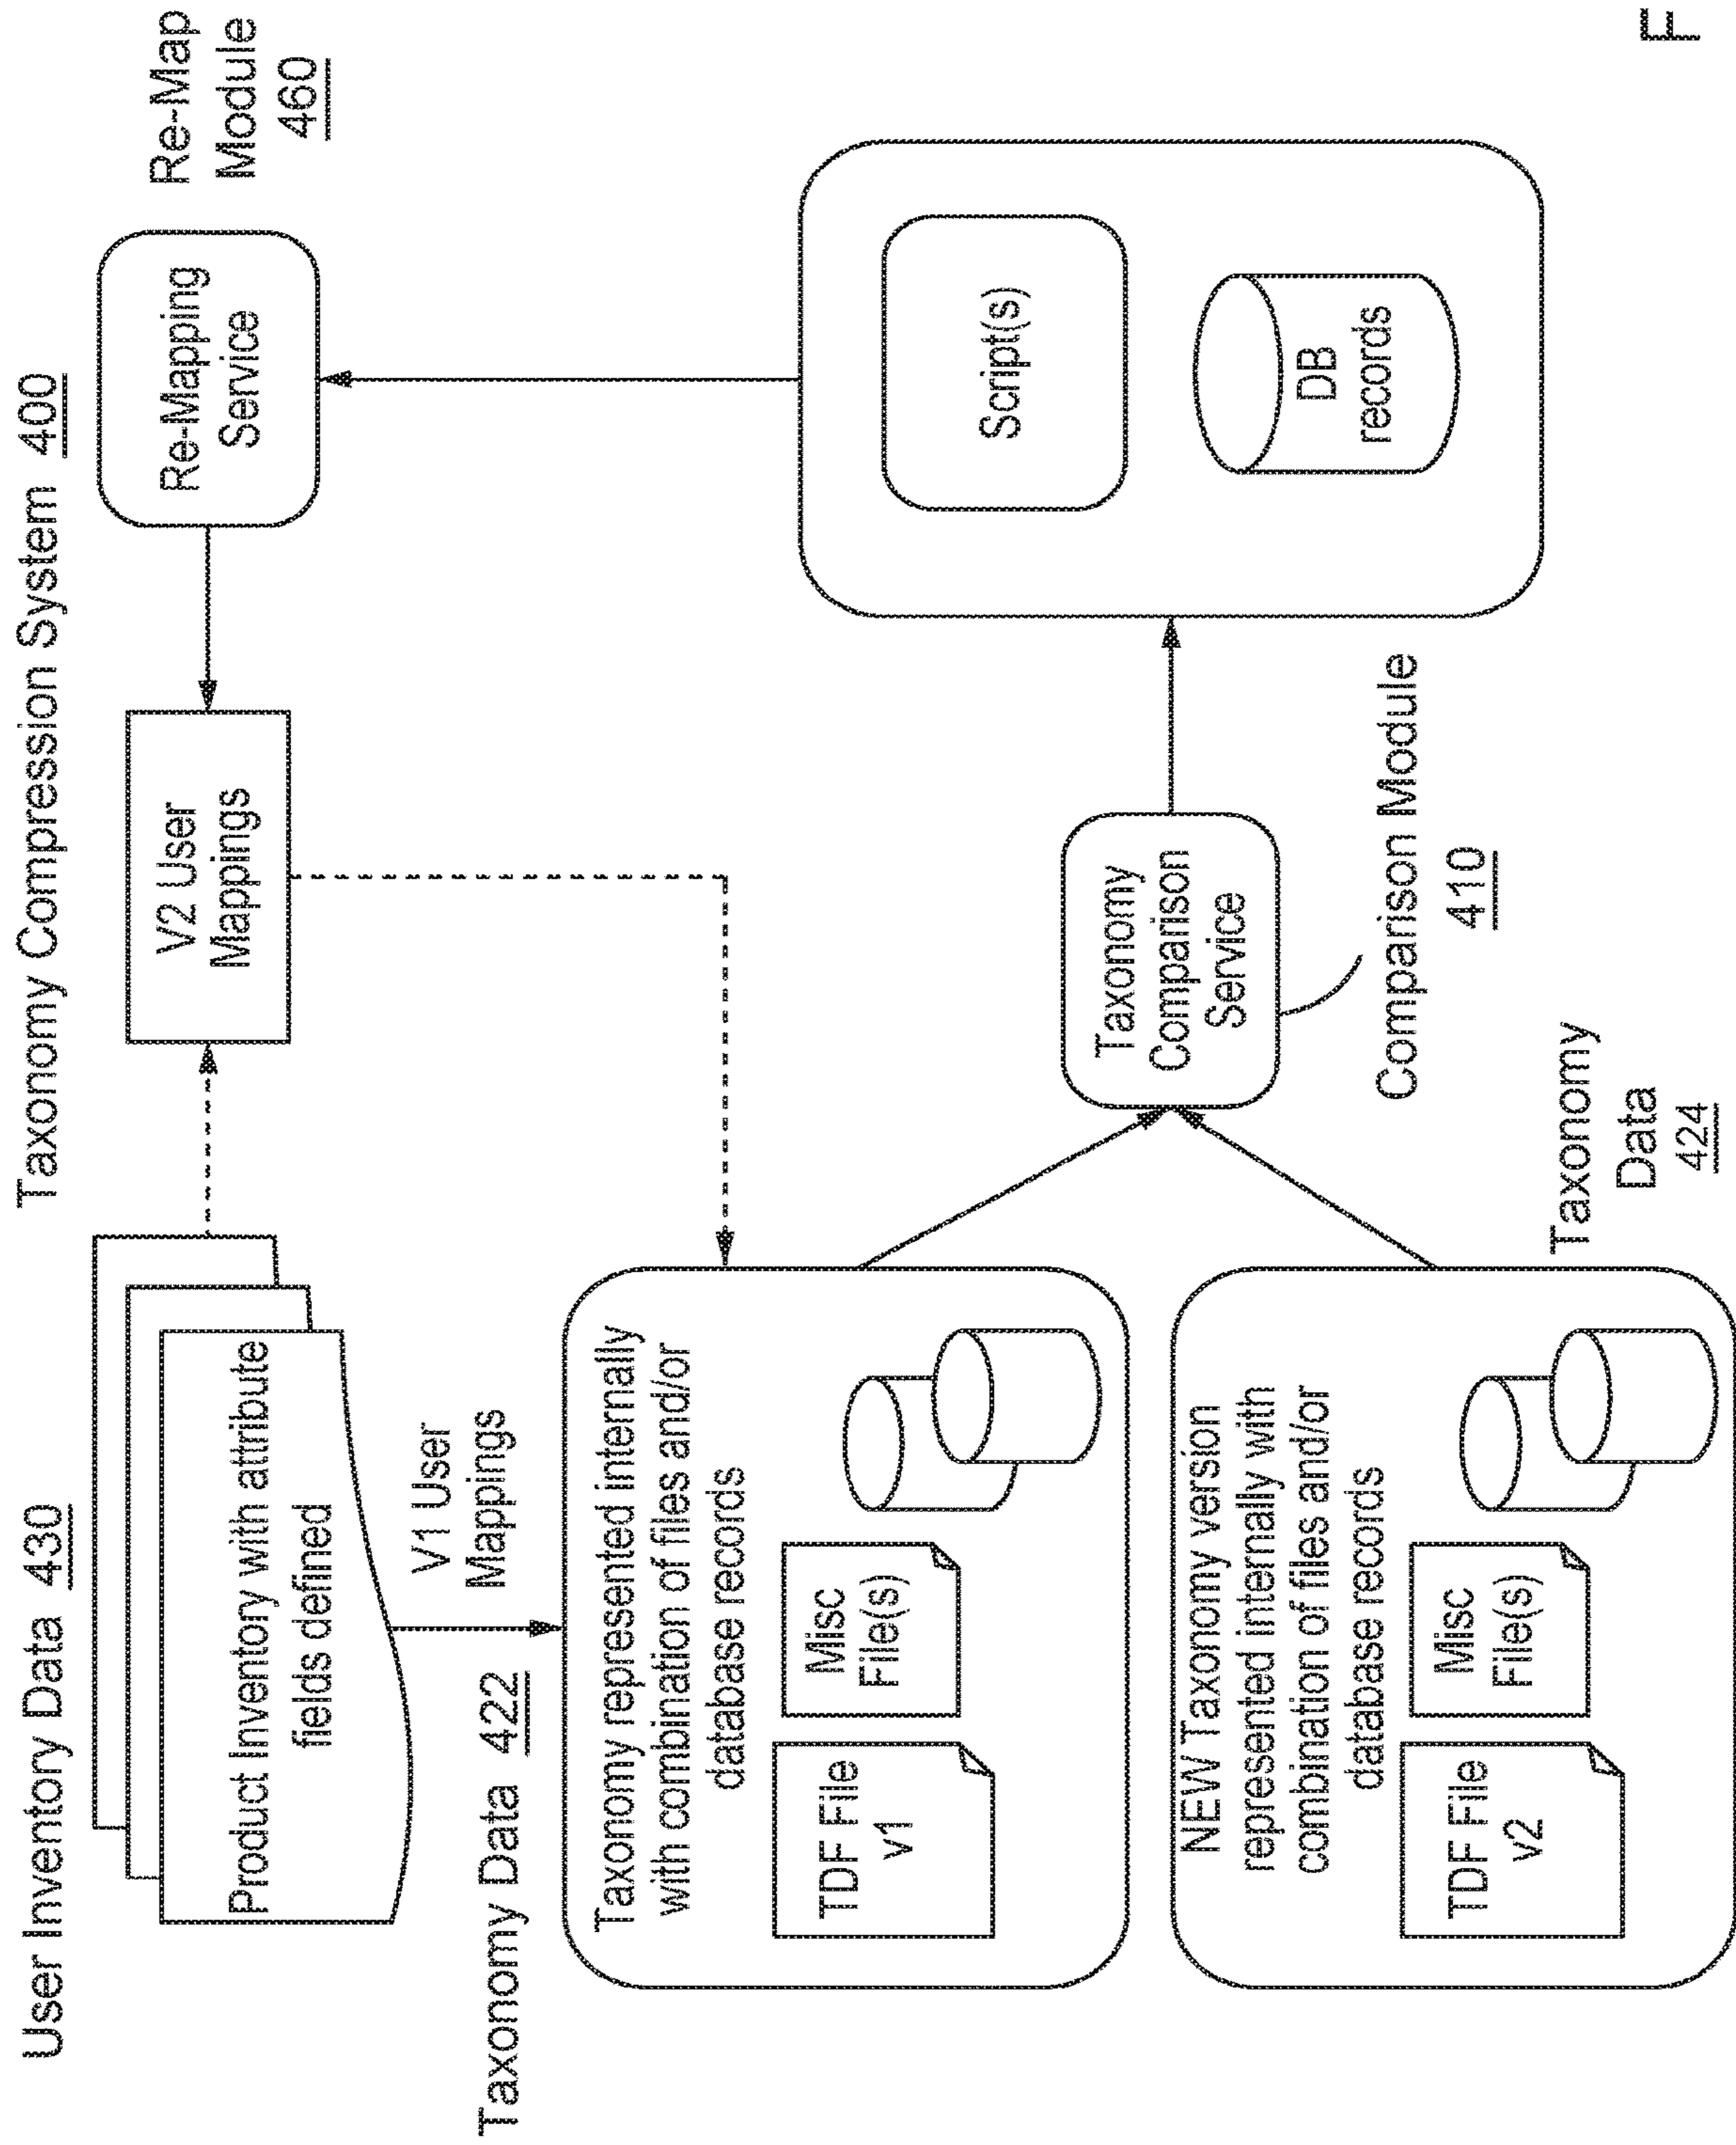 Taxonomy Compression System 400
User Inventory Data 430
Product Inventory with attribute
fields defined
V2 User
Mappings
Re-Mapping
Service
Re-Map
Module
460
V1 User
Mappings
Taxonomy Data 422
Taxonomy represented internally
with combination of files and/or
database records
TDF File
v1
Misc
File(s)
Taxonomy
Comparison
Service
Comparison Module
410
Script(s)
DB
records
NEW Taxonomy version
represented internally with
combination of files and/or
database records
TDF File
v2
Misc
File(s)
Taxonomy
Data
424
F